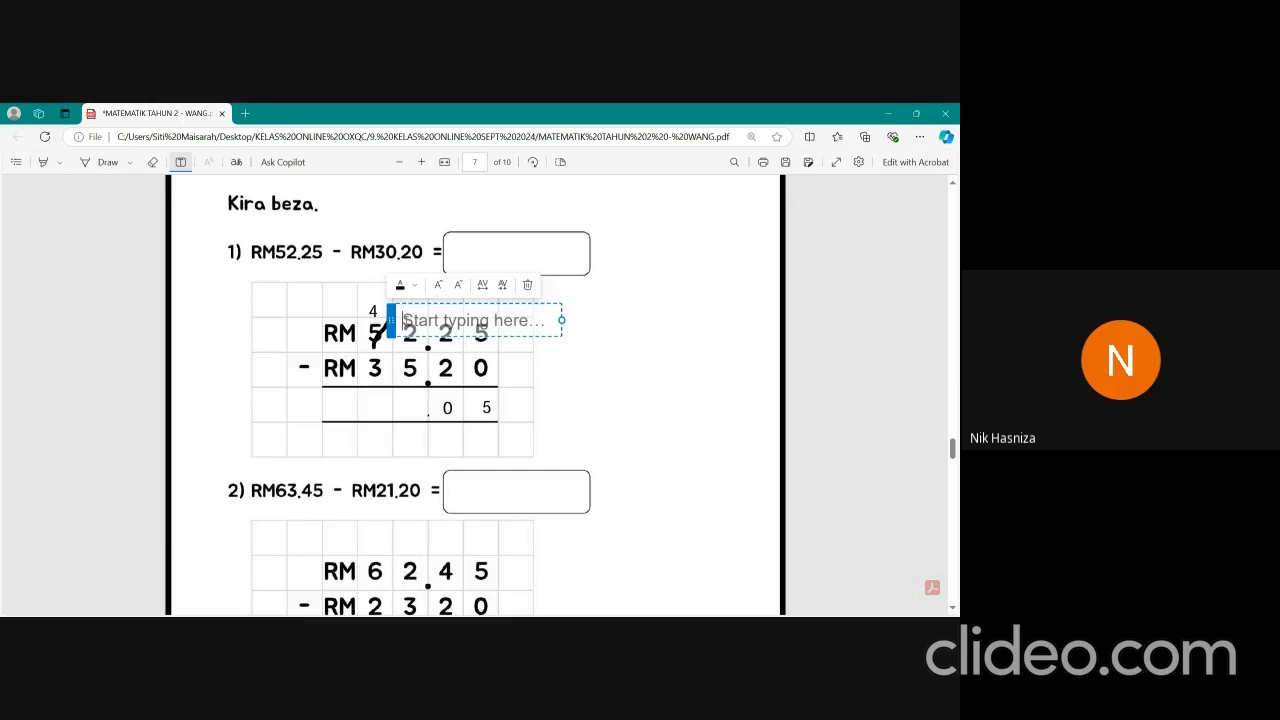 *MATEMATIK TAHUN 2 - WANG.p
File C:/Users/Siti%20Maisarah/Desktop/KELAS%20ONLINE%20OXQC/9.%20KELAS%20ONLINE%20SEPT%202024/MATEMATIK%20TAHUN%202%20-%20WANG.pdf
Draw Ask Copilot 7 of 10 Edit with Acrobat
Kira beza.
1) RM52.25 - RM30.20 =
4 Start typing here...
RM 5 2 . 2 5
- RM 3 5 . 2 0
. 0 5
2) RM63.45 - RM21.20 =
RM 6 2 . 4 5
- RM 2 3 2 0
N
Nik Hasniza
clideo.com